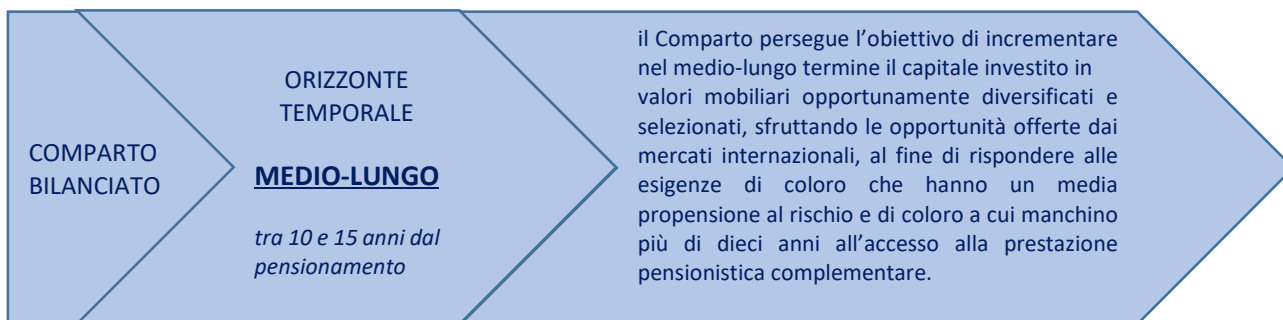 COMPARTO
BILANCIATO
ORIZZONTE
TEMPORALE
MEDIO-LUNGO
tra 10 e 15 anni dal
pensionamento
il Comparto persegue l’obiettivo di incrementare
nel medio-lungo termine il capitale investito in
valori mobiliari opportunamente diversificati e
selezionati, sfruttando le opportunità offerte dai
mercati internazionali, al fine di rispondere alle
esigenze di coloro che hanno un media
propensione al rischio e di coloro a cui manchino
più di dieci anni all’accesso alla prestazione
pensionistica complementare.